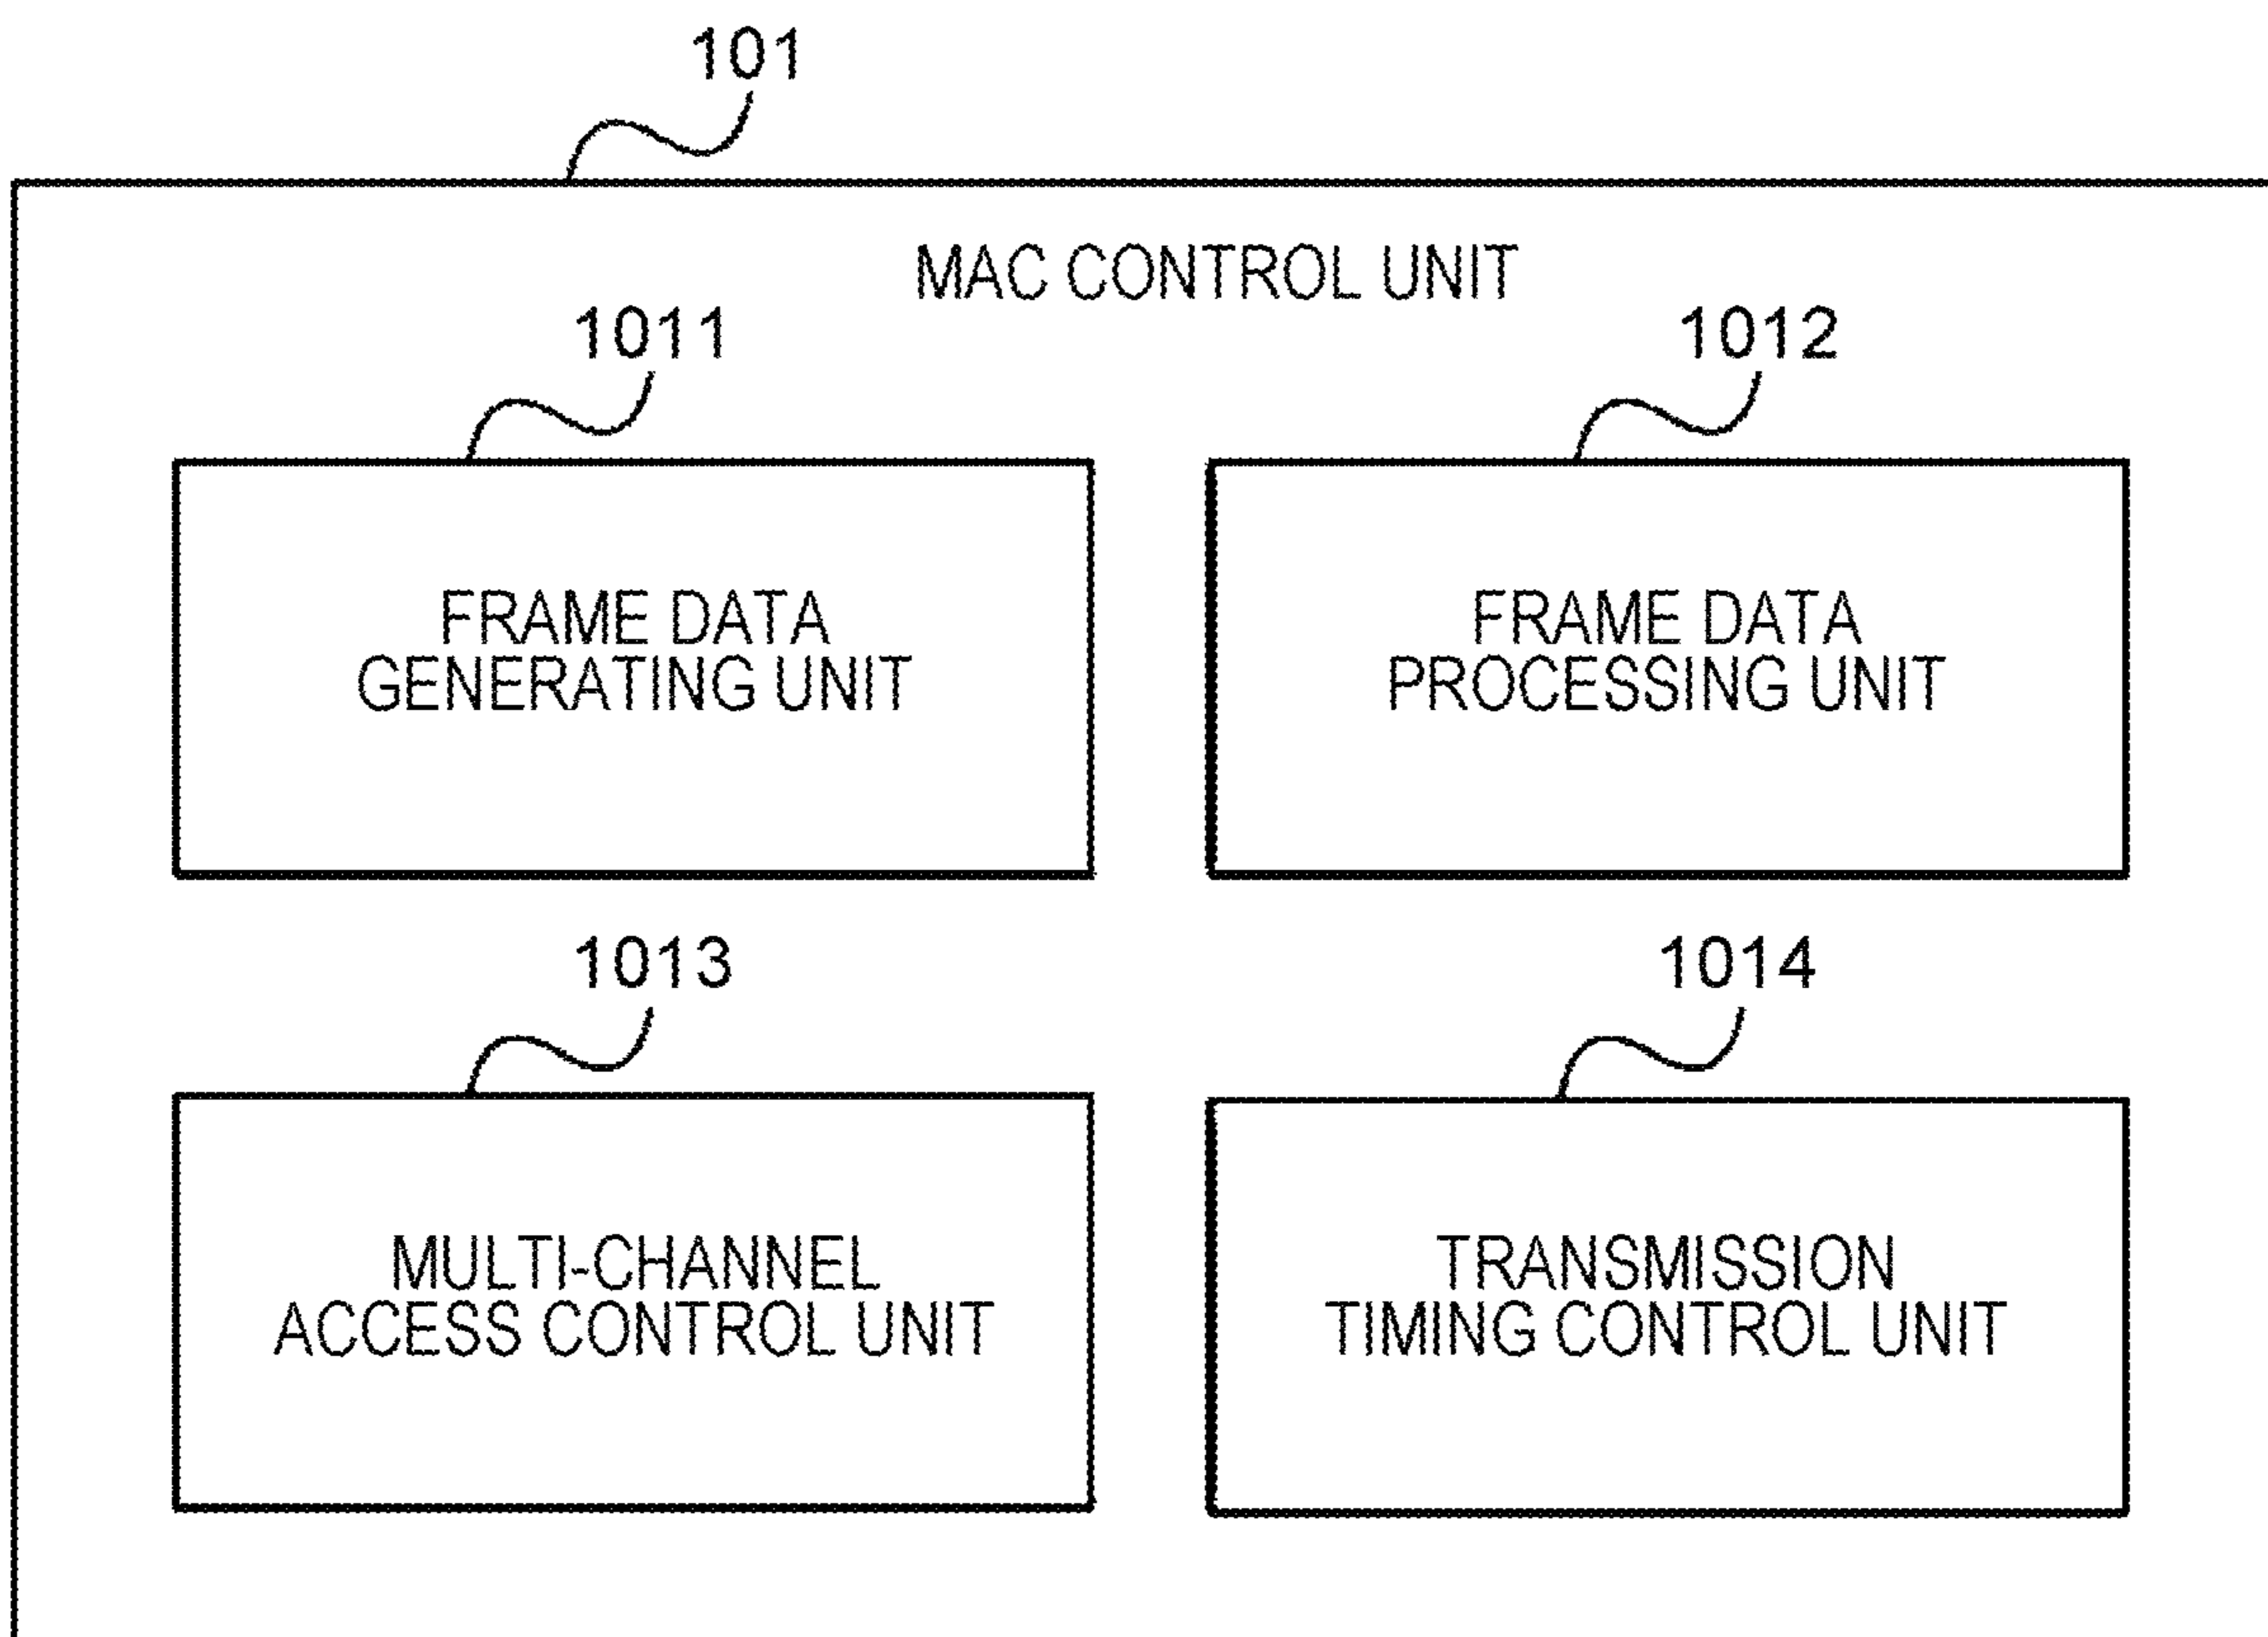 101
MAC CONTROL UNIT
1011
1012
FRAME DATA
GENERATING UNIT
FRAME DATA
PROCESSING UNIT
1013
1014
MULTI-CHANNEL
ACCESS CONTROL UNIT
TRANSMISSION
TIMING CONTROL UNIT